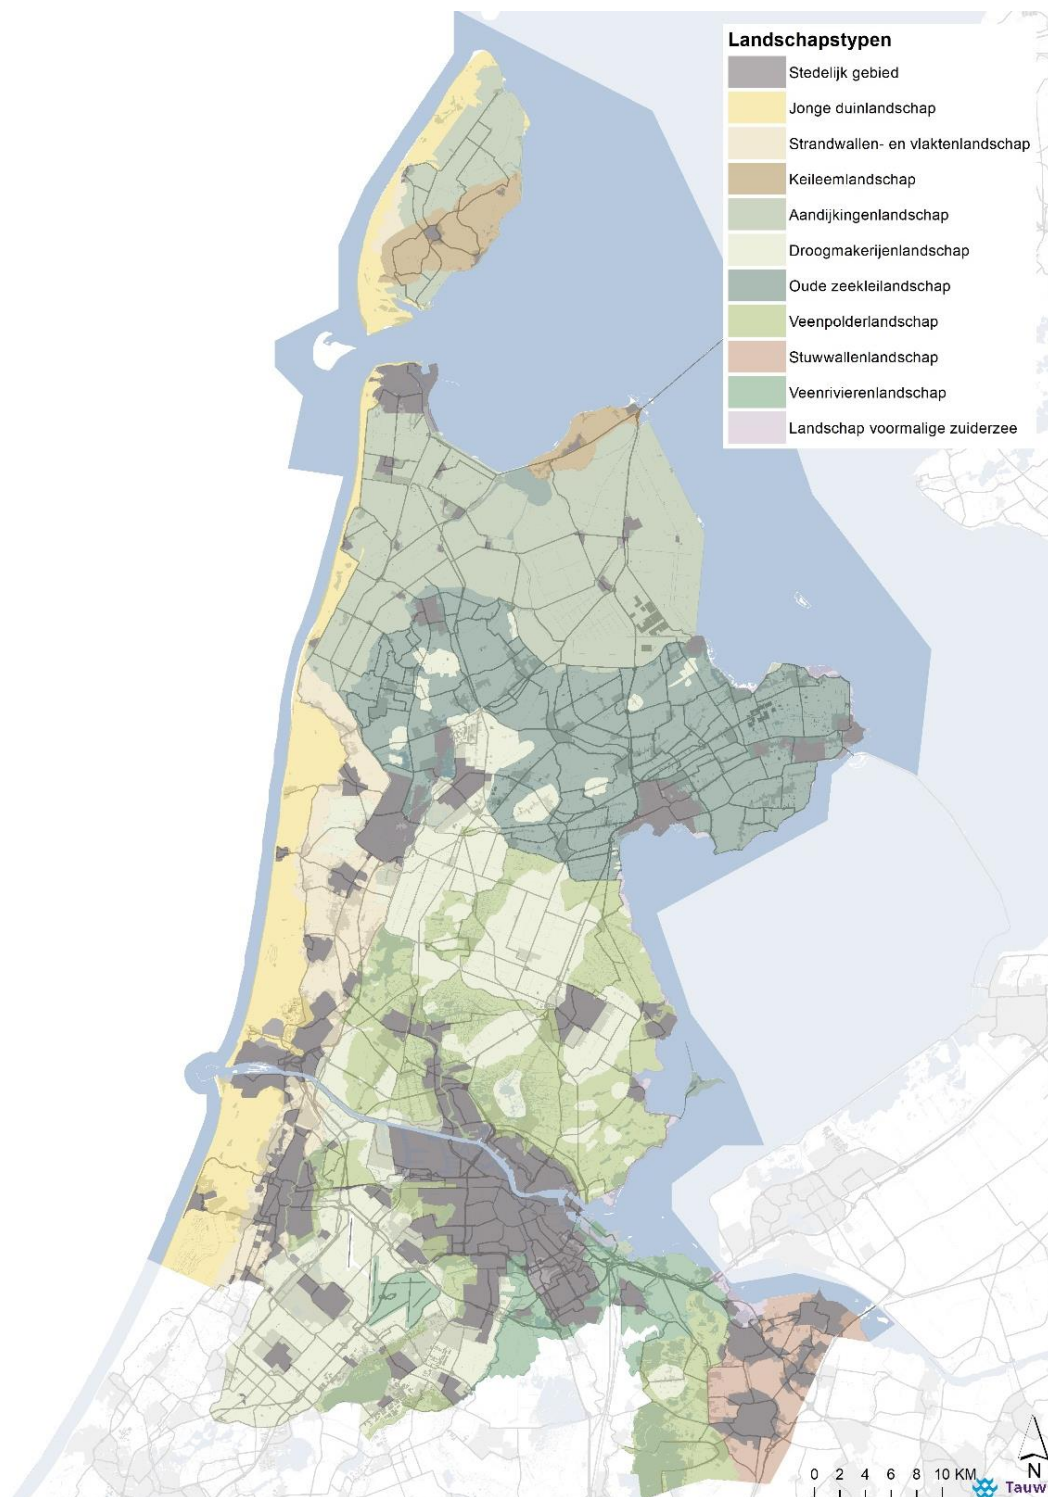 Landschapstypen
Stedelijk gebied
Jonge duinlandschap
Strandwallen- en vlaktenlandschap
Keileemlandschap
Aandijkingenlandschap
Droogmakerijenlandschap
Oude zeekleilandschap
Veenpolderlandschap
Stuwwallenlandschap
Veenrivierenlandschap
Landschap voormalige zuiderzee
0 2 4 6 8 10 KM
N
Tauw